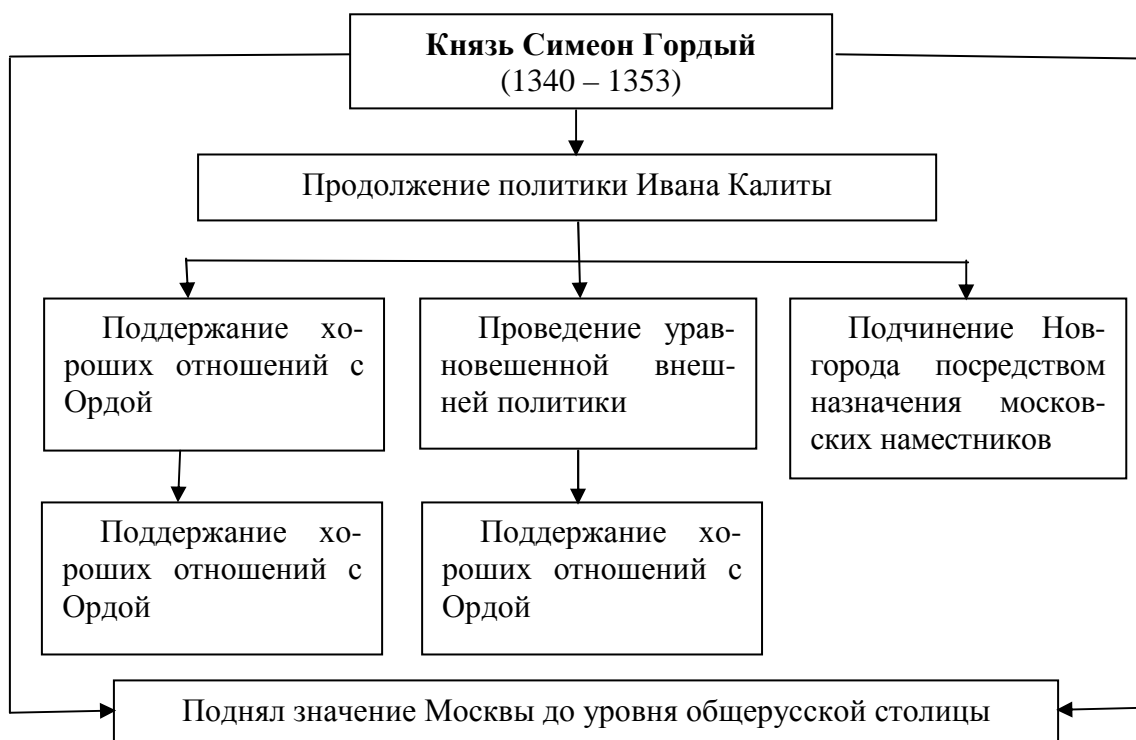 Князь Симеон Гордый
(1340 – 1353)
Продолжение политики Ивана Калиты
Поддержание хо-
роших отношений с
Ордой
Проведение урав-
новешенной внеш-
ней политики
Подчинение Нов-
города посредством
назначения москов-
ских наместников
Поддержание хо-
роших отношений с
Ордой
Поддержание хо-
роших отношений с
Ордой
Поднял значение Москвы до уровня общерусской столицы